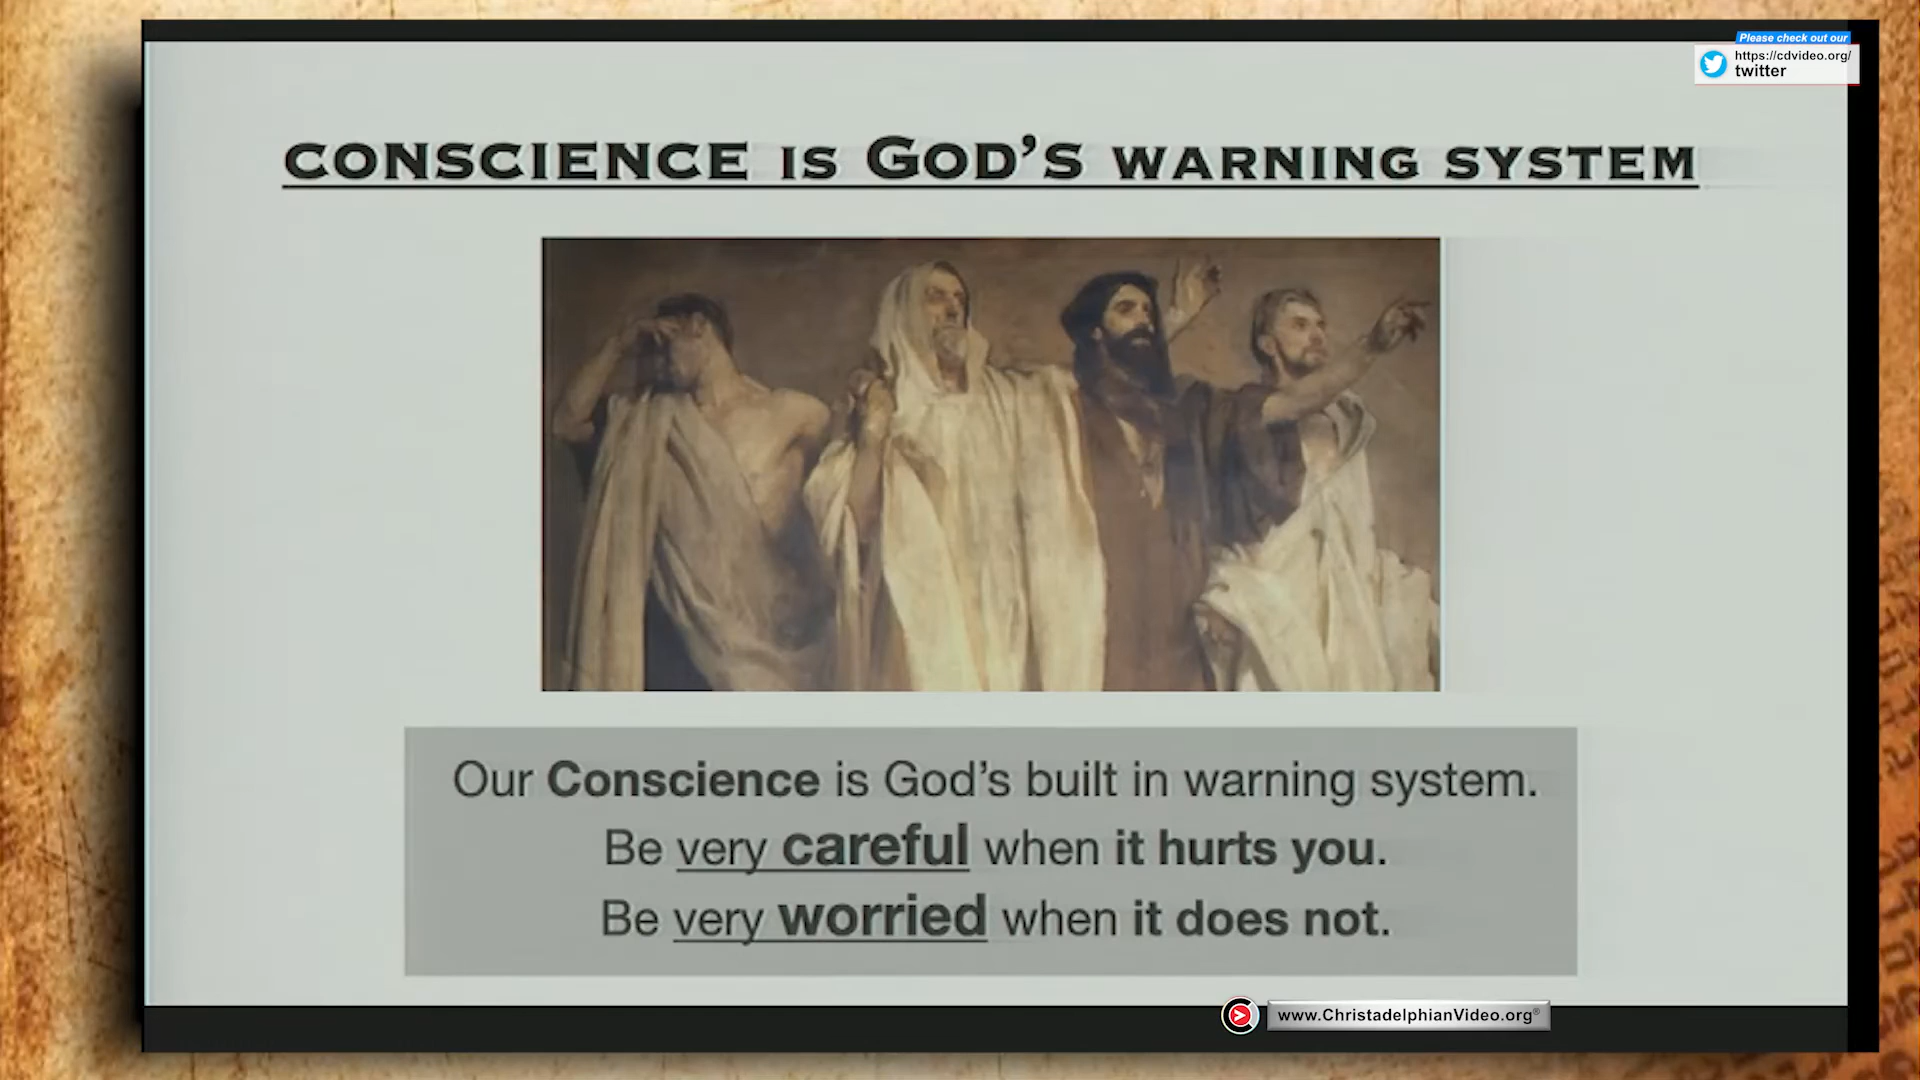 Please check out our
https://cdvideo.org/
twitter
CONSCIENCE IS GOD'S WARNING SYSTEM
Our Conscience is God's built in warning system.
Be very careful when it hurts you.
Be very worried when it does not.
www.ChristadelphianVideo.org®